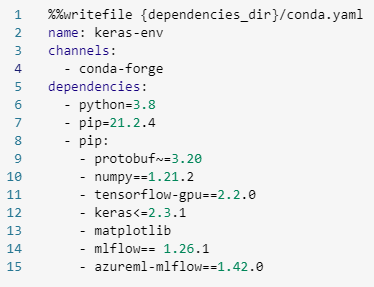 1 %%writefile {dependencies_dir}/conda.yaml
2 name: keras-env
3 channels:
4   - conda-forge
5 dependencies:
6   - python=3.8
7   - pip=21.2.4
8   - pip:
9     - protobuf~=3.20
10     - numpy==1.21.2
11     - tensorflow-gpu==2.2.0
12     - keras<=2.3.1
13     - matplotlib
14     - mlflow== 1.26.1
15     - azureml-mlflow==1.42.0